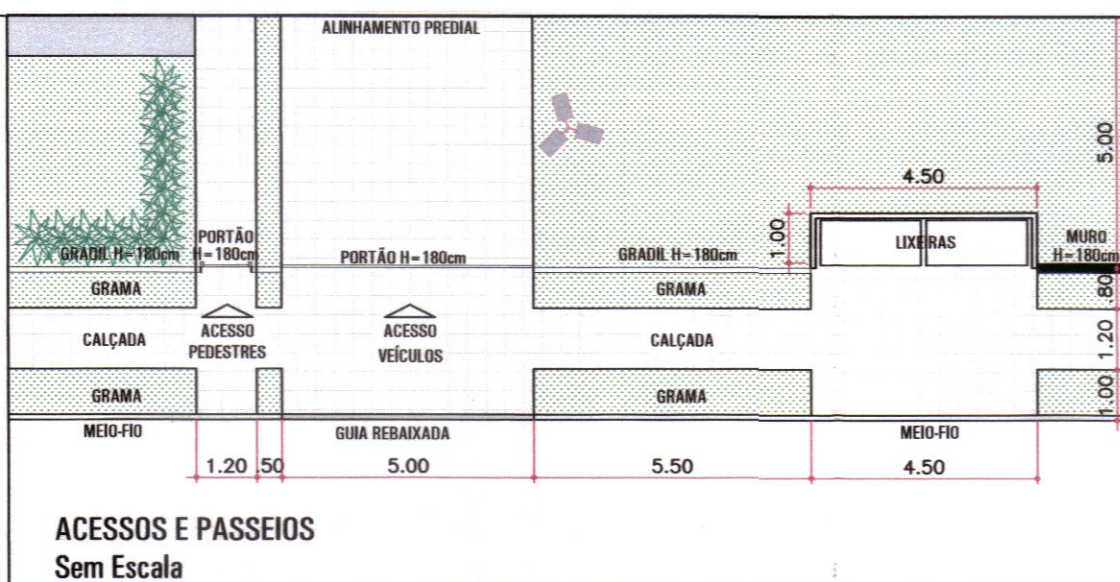 ALINHAMENTO PREDIAL
5.00
4.50
1.00
LIXEIRAS
PORTÃO
H=180cm
GRADIL H=180cm
PORTÃO H=180cm
GRADIL H=180cm
MURO
H=180cm
GRAMA
GRAMA
.80
CALÇADA
ACESSO
PEDESTRES
ACESSO
VEÍCULOS
CALÇADA
1.20
GRAMA
GRAMA
1.00
MEIO-FIO
GUIA REBAIXADA
MEIO-FIO
1.20 .50 5.00 5.50 4.50
ACESSOS E PASSEIOS
Sem Escala